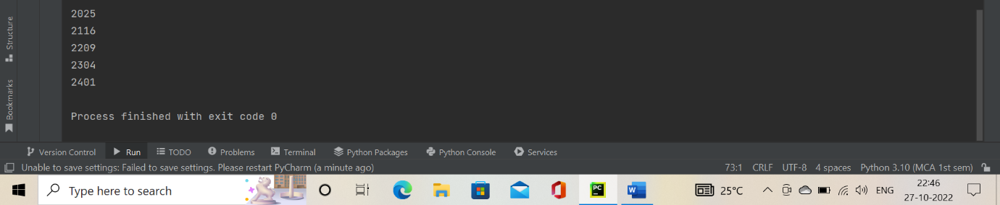 2025
2116
2209
2304
2401
Process finished with exit code 0
Structure
Bookmarks
Version Control Run TODO Problems Terminal Python Packages Python Console Services
Unable to save settings: Failed to save settings. Please restart PyCharm (a minute ago) 73:1 CRLF UTF-8 4 spaces Python 3.10 (MCA 1st sem)
Type here to search PC W 25°C ENG 22:46
27-10-2022